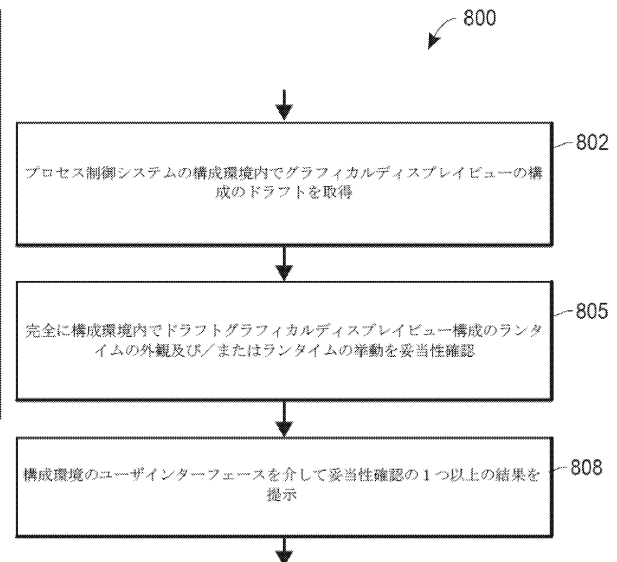 800
802
プロセス制御システムの構成環境内でグラフィカルディスプレイビューの構
成のドラフトを取得
805
完全に構成環境内でドラフトグラフィカルディスプレイビュー構成のランタ
イムの外観及び／またはランタイムの挙動を妥当性確認
808
構成環境のユーザインターフェースを介して妥当性確認の１つ以上の結果を
提示